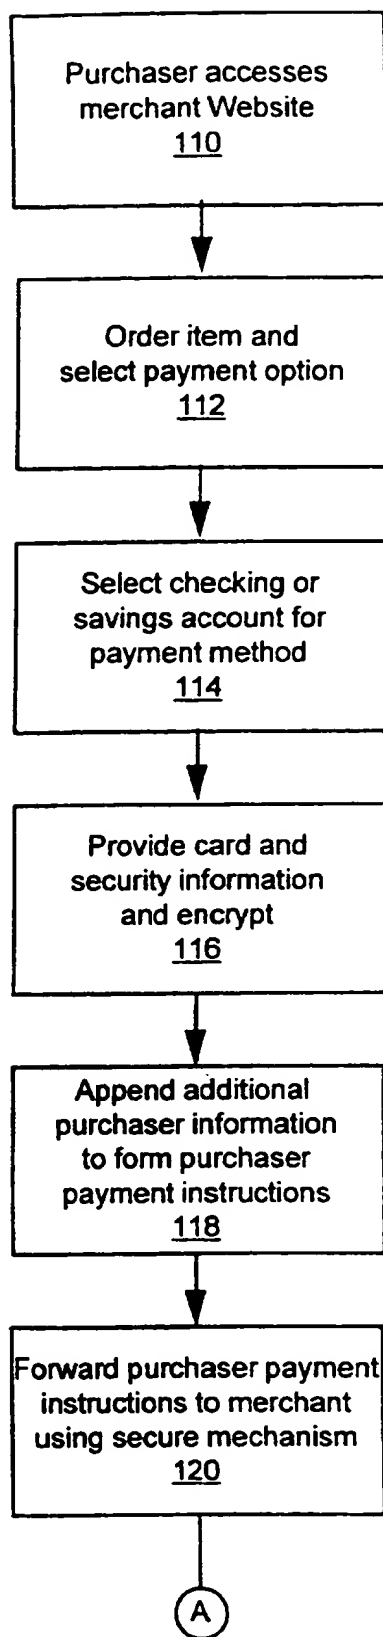 Purchaser accesses
merchant Website
110
Order item and
select payment option
112
Select checking or
savings account for
payment method
114
Provide card and
security information
and encrypt
116
Append additional
purchaser information
to form purchaser
payment instructions
118
Forward purchaser payment
instructions to merchant
using secure mechanism
120
A